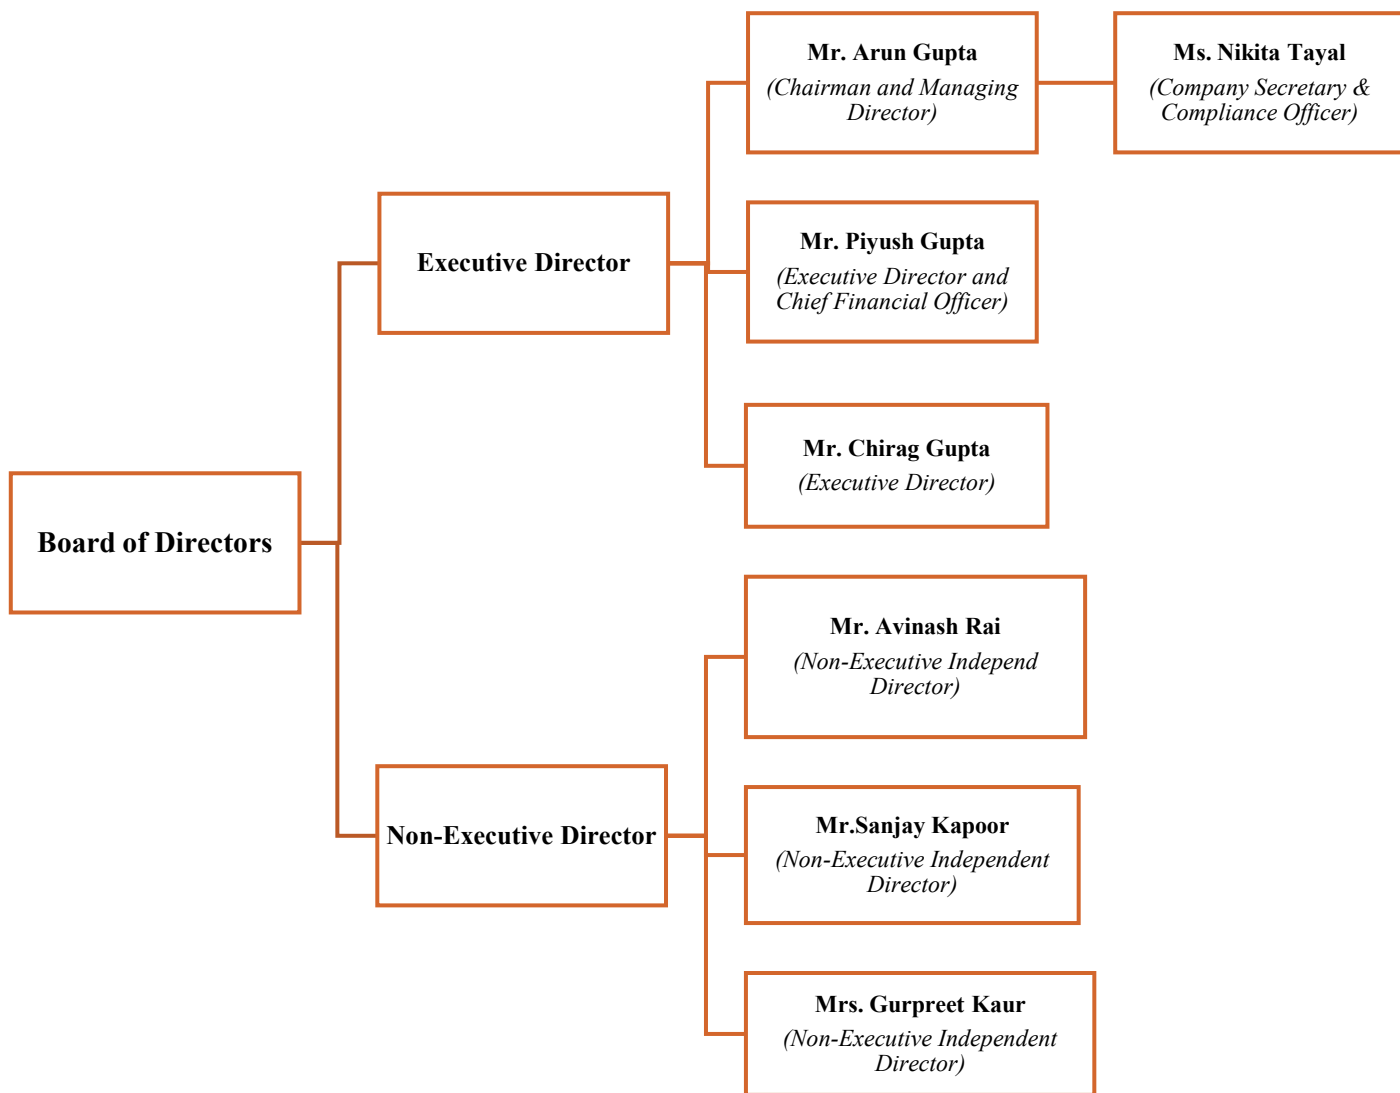 Mr. Arun Gupta
(Chairman and Managing
Director)
Ms. Nikita Tayal
(Company Secretary &
Compliance Officer)
Executive Director
Mr. Piyush Gupta
(Executive Director and
Chief Financial Officer)
Mr. Chirag Gupta
(Executive Director)
Board of Directors
Mr. Avinash Rai
(Non-Executive Independ
Director)
Non-Executive Director
Mr.Sanjay Kapoor
(Non-Executive Independent
Director)
Mrs. Gurpreet Kaur
(Non-Executive Independent
Director)